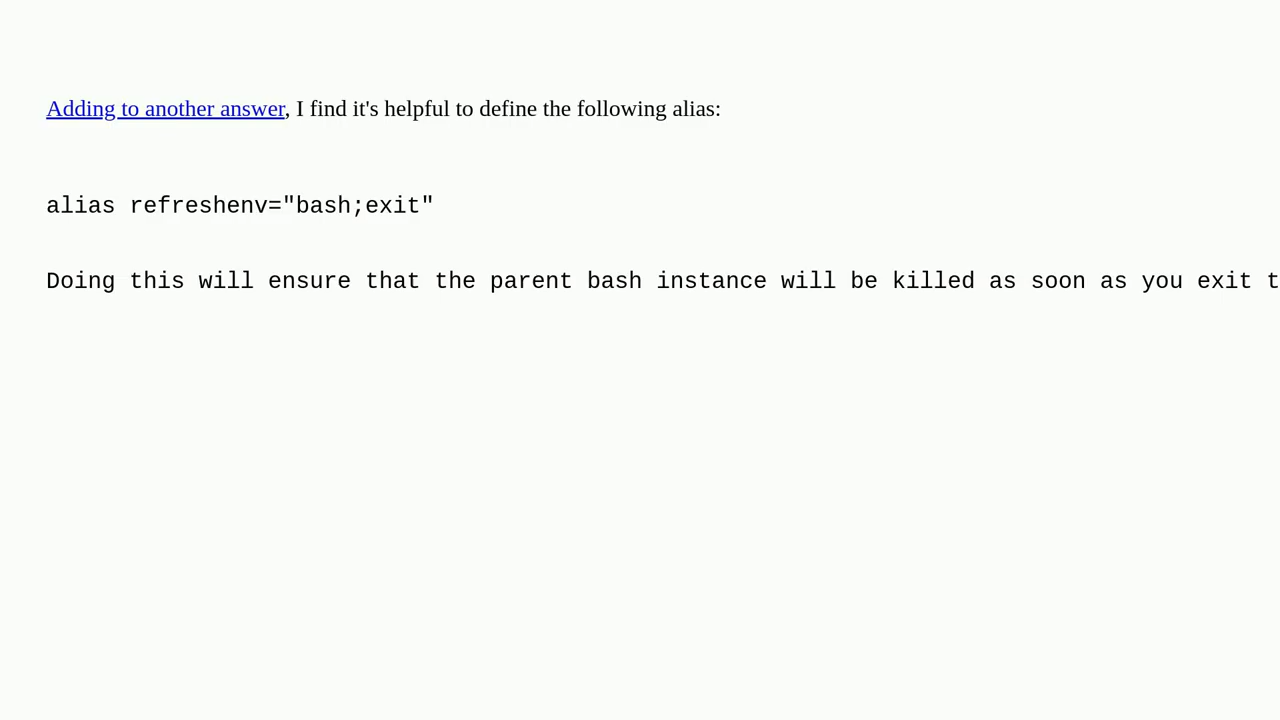 Adding to another answer, I find it's helpful to define the following alias:
alias refreshenv="bash;exit"
Doing this will ensure that the parent bash instance will be killed as soon as you exit